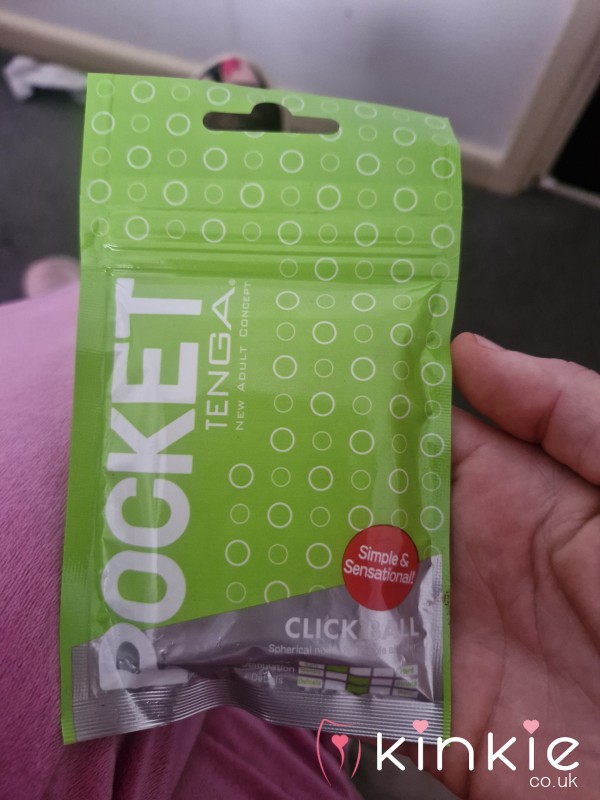 POCKET
TENGA®
NEW ADULT CONCEPT
Simple &
Sensational!
CLICK BALL
Spherical
kinkie
co.uk